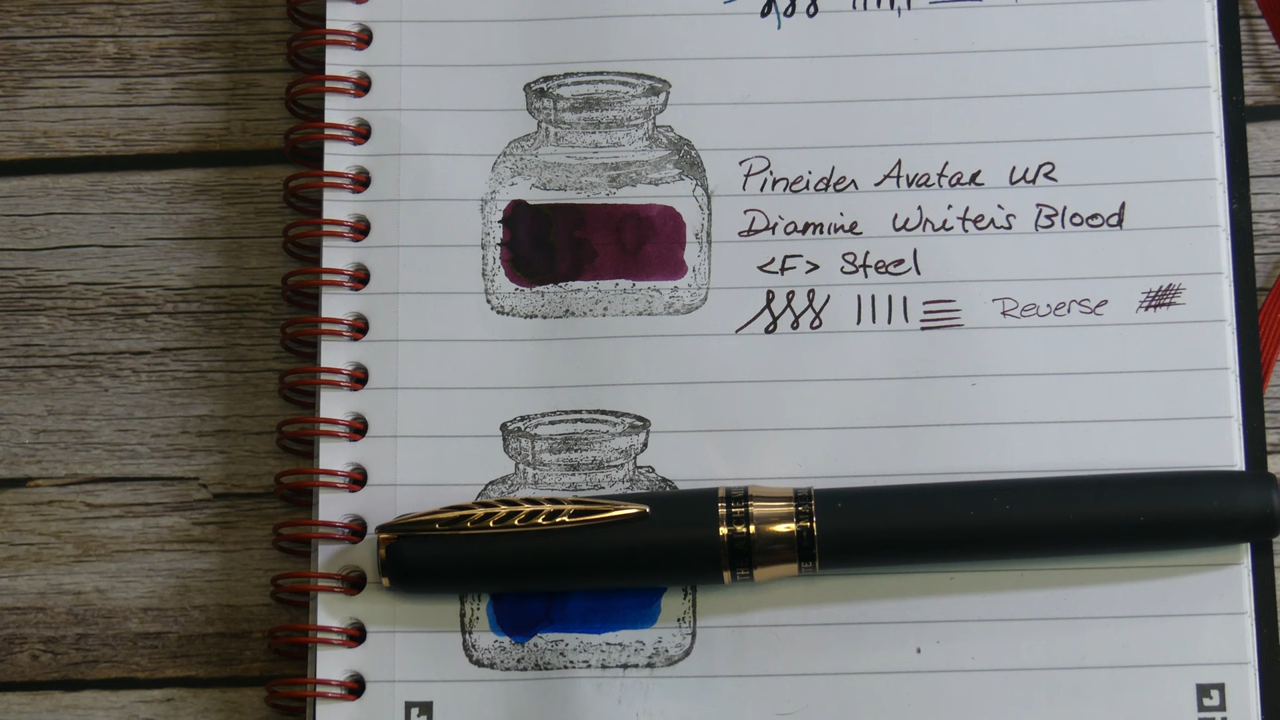 Pineider Avatar UR
Diamine Writer's Blood
<F> Steel
Reverse